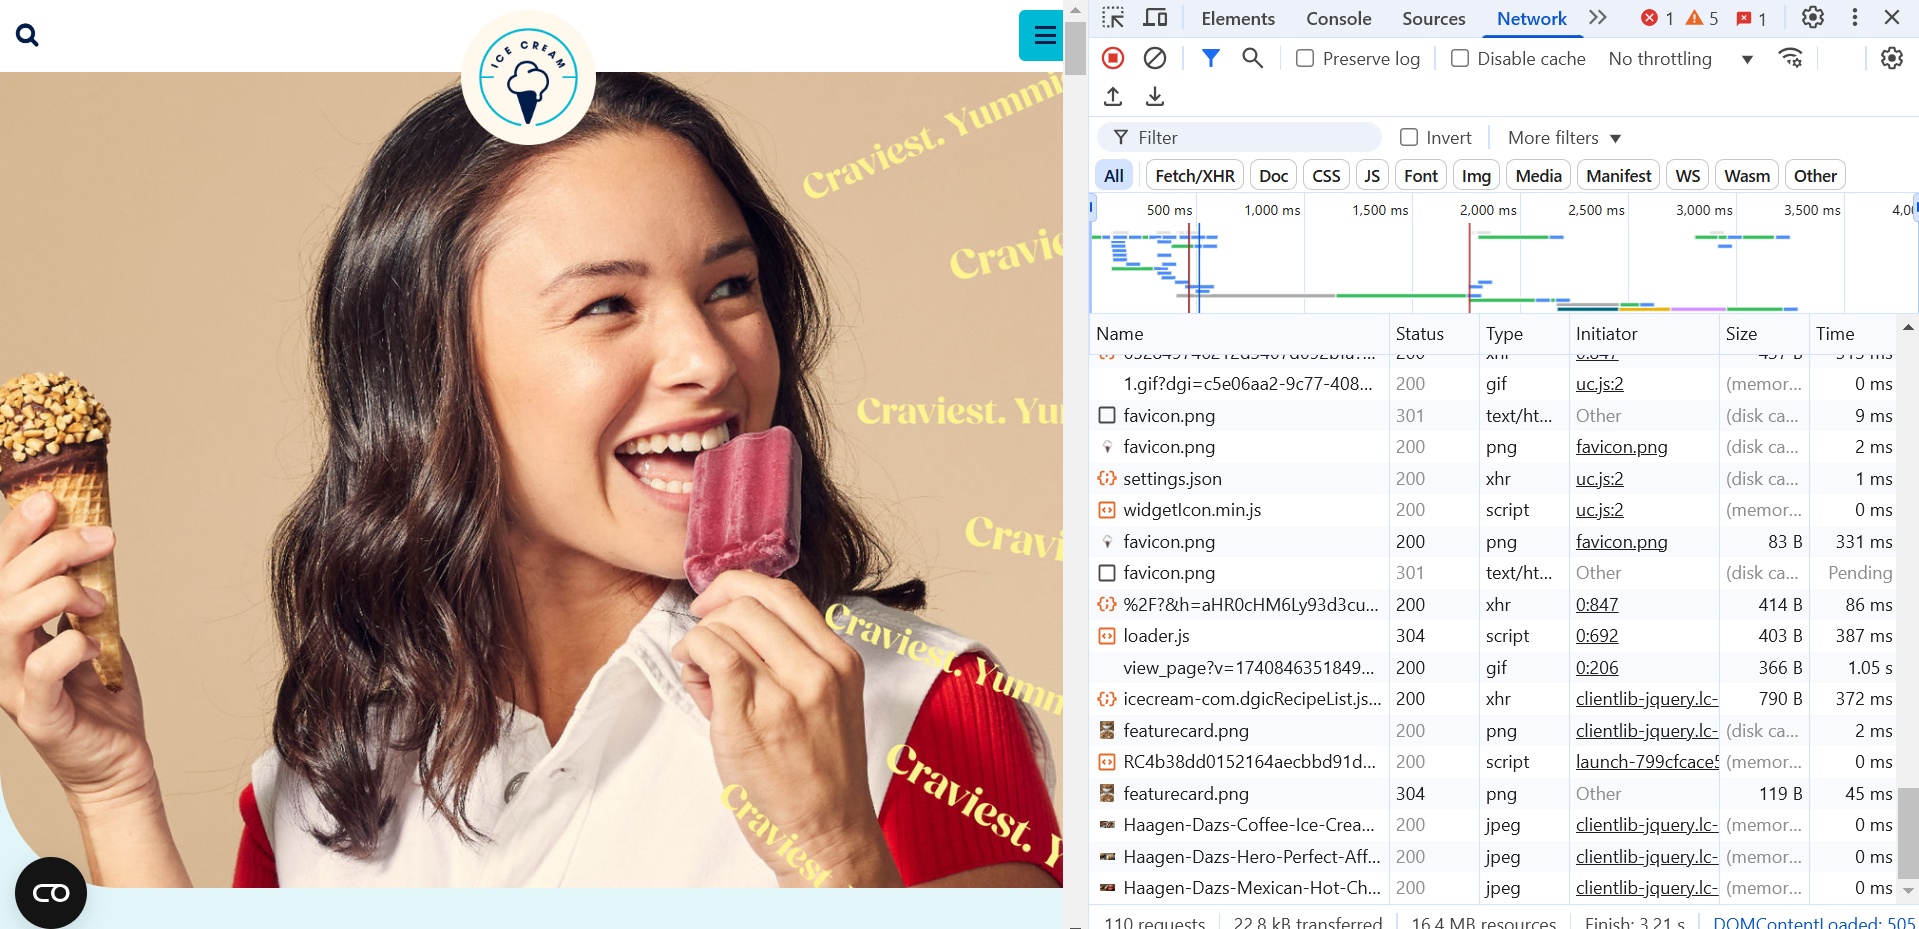 ICE CREAM
Craviest. Yummi
Cravie
Craviest. Yum
Cravi
Craviest. Yumm
Craviest. Y
Craviest
Elements Console Sources Network 1 5 1
Preserve log Disable cache No throttling
Filter Invert More filters
All Fetch/XHR Doc CSS JS Font Img Media Manifest WS Wasm Other
500 ms 1,000 ms 1,500 ms 2,000 ms 2,500 ms 3,000 ms 3,500 ms 4,0
Name Status Type Initiator Size Time
1.gif?dgi=c5e06aa2-9c77-408... 200 gif uc.js:2 (memor... 0 ms
favicon.png 301 text/ht... Other (disk ca... 9 ms
favicon.png 200 png favicon.png (disk ca... 2 ms
settings.json 200 xhr uc.js:2 (disk ca... 1 ms
widgetIcon.min.js 200 script uc.js:2 (memor... 0 ms
favicon.png 200 png favicon.png 83 B 331 ms
favicon.png 301 text/ht... Other (disk ca... Pending
%2F?&h=aHR0cHM6Ly93d3cu... 200 xhr 0:847 414 B 86 ms
loader.js 304 script 0:692 403 B 387 ms
view_page?v=1740846351849... 200 gif 0:206 366 B 1.05 s
icecream-com.dgicRecipeList.js... 200 xhr clientlib-jquery.lc- 790 B 372 ms
featurecard.png 200 png clientlib-jquery.lc- (disk ca... 2 ms
RC4b38dd0152164aecbbd91d... 200 script launch-799cfcace5 (memor... 0 ms
featurecard.png 304 png Other 119 B 45 ms
Haagen-Dazs-Coffee-Ice-Crea... 200 jpeg clientlib-jquery.lc- (memor... 0 ms
Haagen-Dazs-Hero-Perfect-Aff... 200 jpeg clientlib-jquery.lc- (memor... 0 ms
Haagen-Dazs-Mexican-Hot-Ch... 200 jpeg clientlib-jquery.lc- (memor... 0 ms
110 requests 22.8 kB transferred 16.4 MB resources Finish: 3.21 s DOMContentLoaded: 505